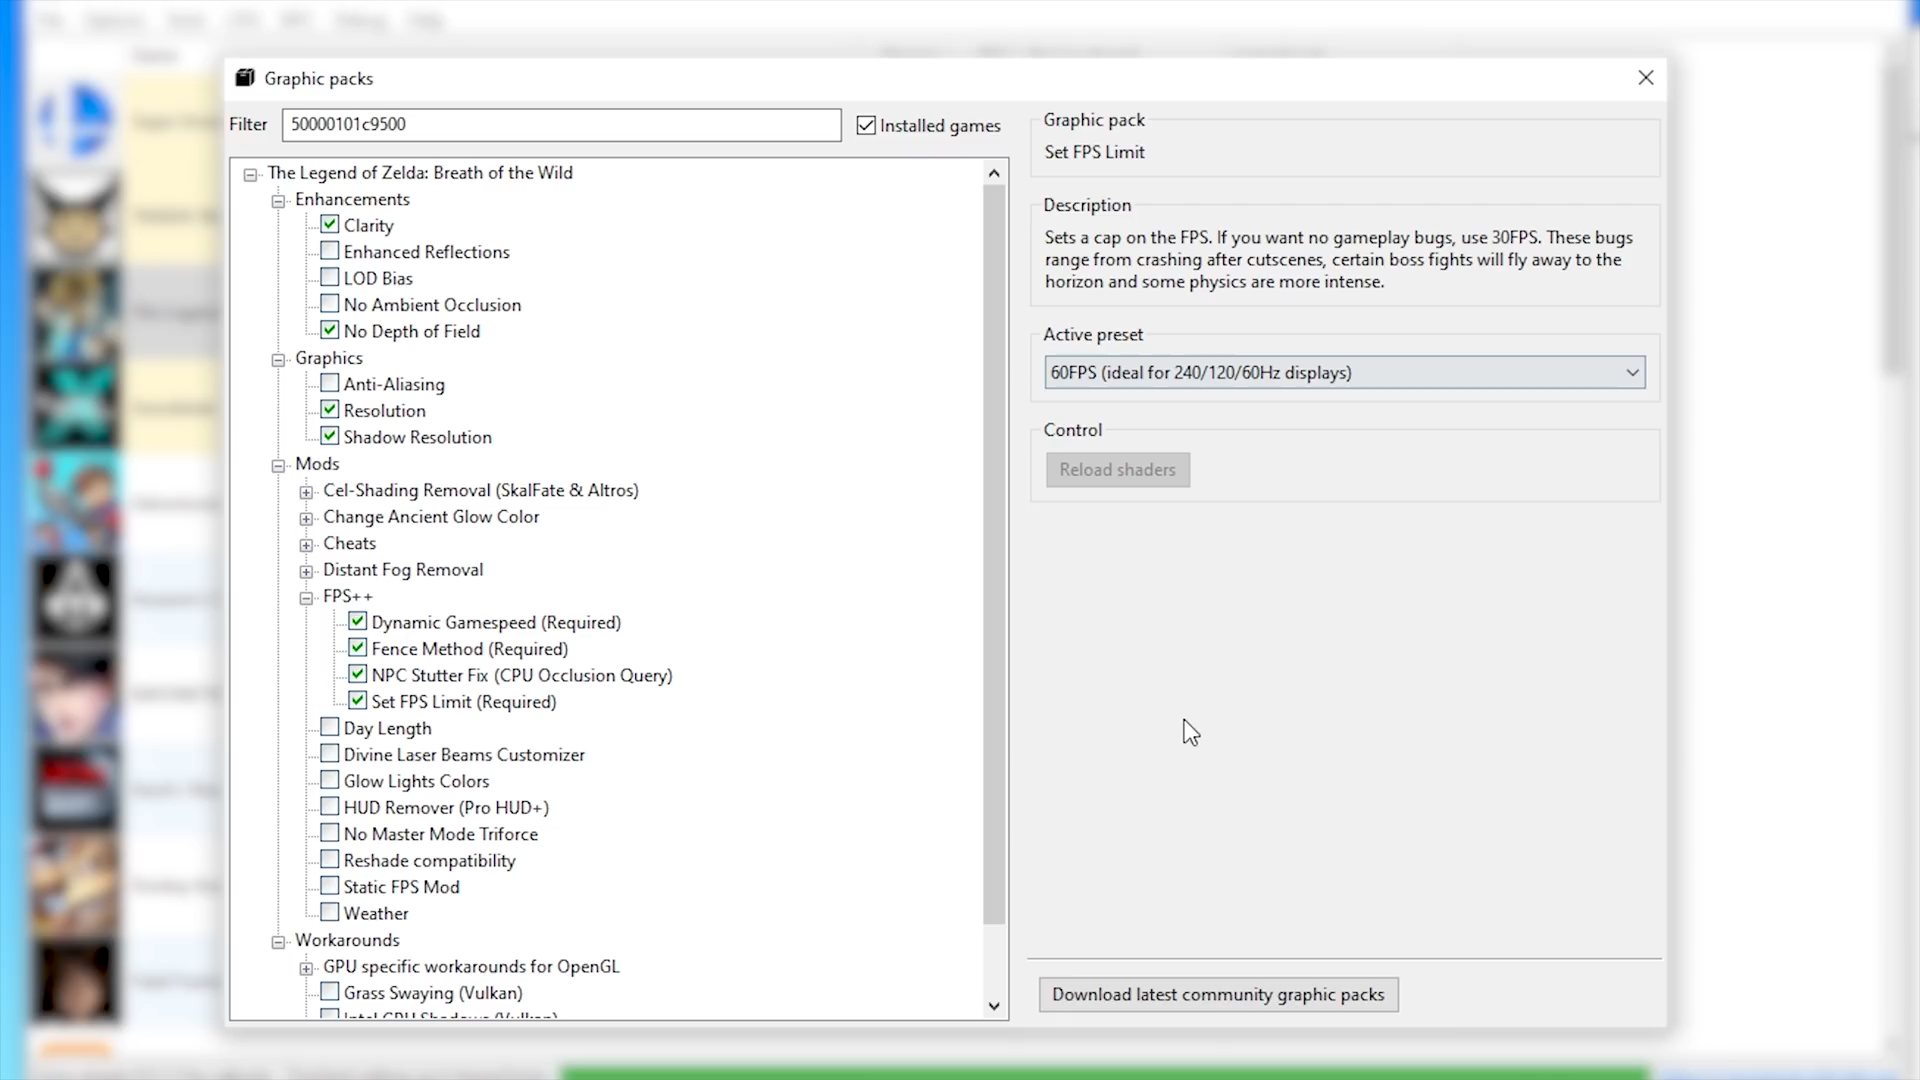 Graphic packs
Filter
50000101c9500
Installed games
The Legend of Zelda: Breath of the Wild
Enhancements
Clarity
Enhanced Reflections
LOD Bias
No Ambient Occlusion
No Depth of Field
Graphics
Anti-Aliasing
Resolution
Shadow Resolution
Mods
Cel-Shading Removal (SkalFate & Altros)
Change Ancient Glow Color
Cheats
Distant Fog Removal
FPS++
Dynamic Gamespeed (Required)
Fence Method (Required)
NPC Stutter Fix (CPU Occlusion Query)
Set FPS Limit (Required)
Day Length
Divine Laser Beams Customizer
Glow Lights Colors
HUD Remover (Pro HUD+)
No Master Mode Triforce
Reshade compatibility
Static FPS Mod
Weather
Workarounds
GPU specific workarounds for OpenGL
Grass Swaying (Vulkan)
Intel GPU Shadows (Vulkan)
Graphic pack
Set FPS Limit
Description
Sets a cap on the FPS. If you want no gameplay bugs, use 30FPS. These bugs
range from crashing after cutscenes, certain boss fights will fly away to the
horizon and some physics are more intense.
Active preset
60FPS (ideal for 240/120/60Hz displays)
Control
Reload shaders
Download latest community graphic packs